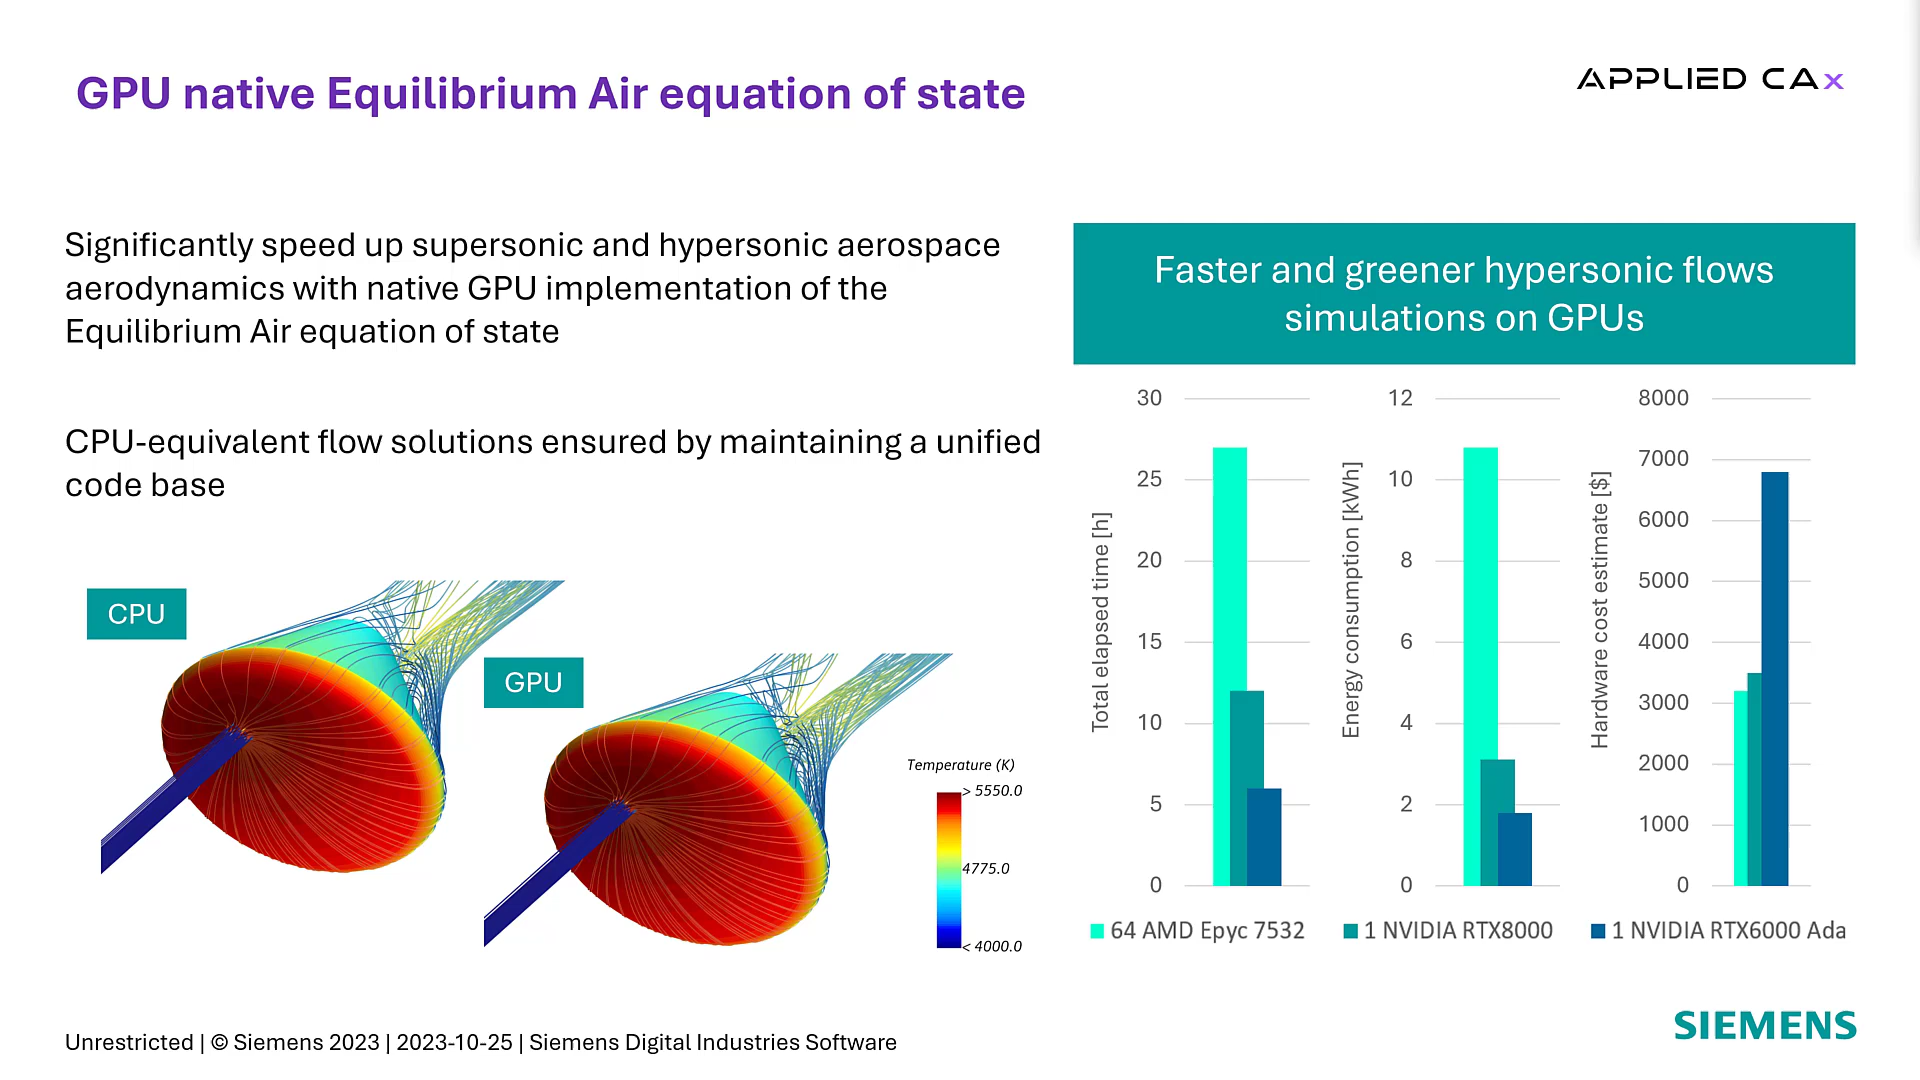 GPU native Equilibrium Air equation of state
APPLIED CAx
Significantly speed up supersonic and hypersonic aerospace
aerodynamics with native GPU implementation of the
Equilibrium Air equation of state
CPU-equivalent flow solutions ensured by maintaining a unified
code base
CPU
GPU
Temperature (K)
> 5550.0
4775.0
< 4000.0
Faster and greener hypersonic flows
simulations on GPUs
Total elapsed time [h]
30
25
20
15
10
5
0
Energy consumption [kWh]
12
10
8
6
4
2
0
Hardware cost estimate [$]
8000
7000
6000
5000
4000
3000
2000
1000
0
64 AMD Epyc 7532
1 NVIDIA RTX8000
1 NVIDIA RTX6000 Ada
Unrestricted | © Siemens 2023 | 2023-10-25 | Siemens Digital Industries Software
SIEMENS